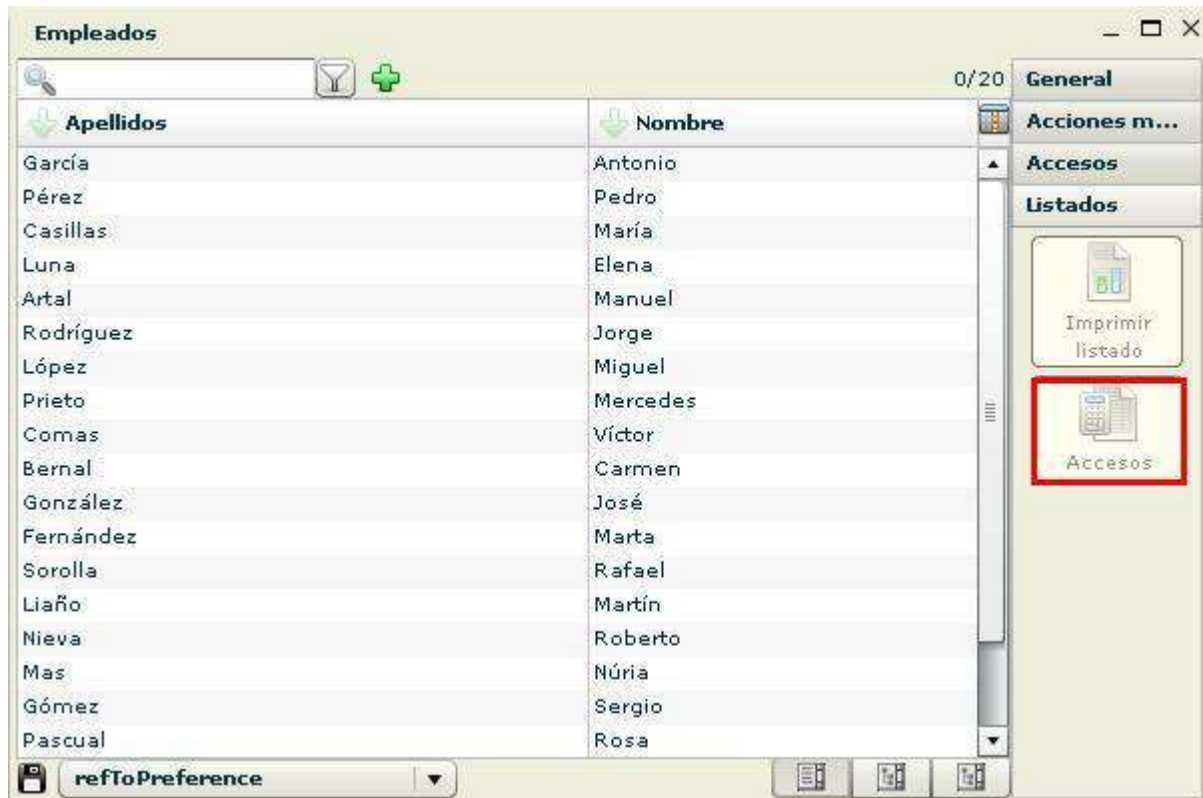 Empleados
0/20
General
Apellidos Nombre
Acciones m...
García Antonio
Accesos
Pérez Pedro
Listados
Casillas María
Luna Elena
Artal Manuel
Rodríguez Jorge
Imprimir
listado
López Miguel
Prieto Mercedes
Comas Víctor
Bernal Carmen
Accesos
González José
Fernández Marta
Sorolla Rafael
Liaño Martín
Nieva Roberto
Mas Núria
Gómez Sergio
Pascual Rosa
refToPreference